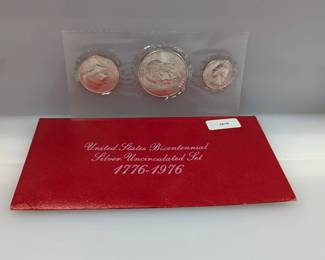 United States Bicentennial
Silver Uncirculated Set
1776-1976